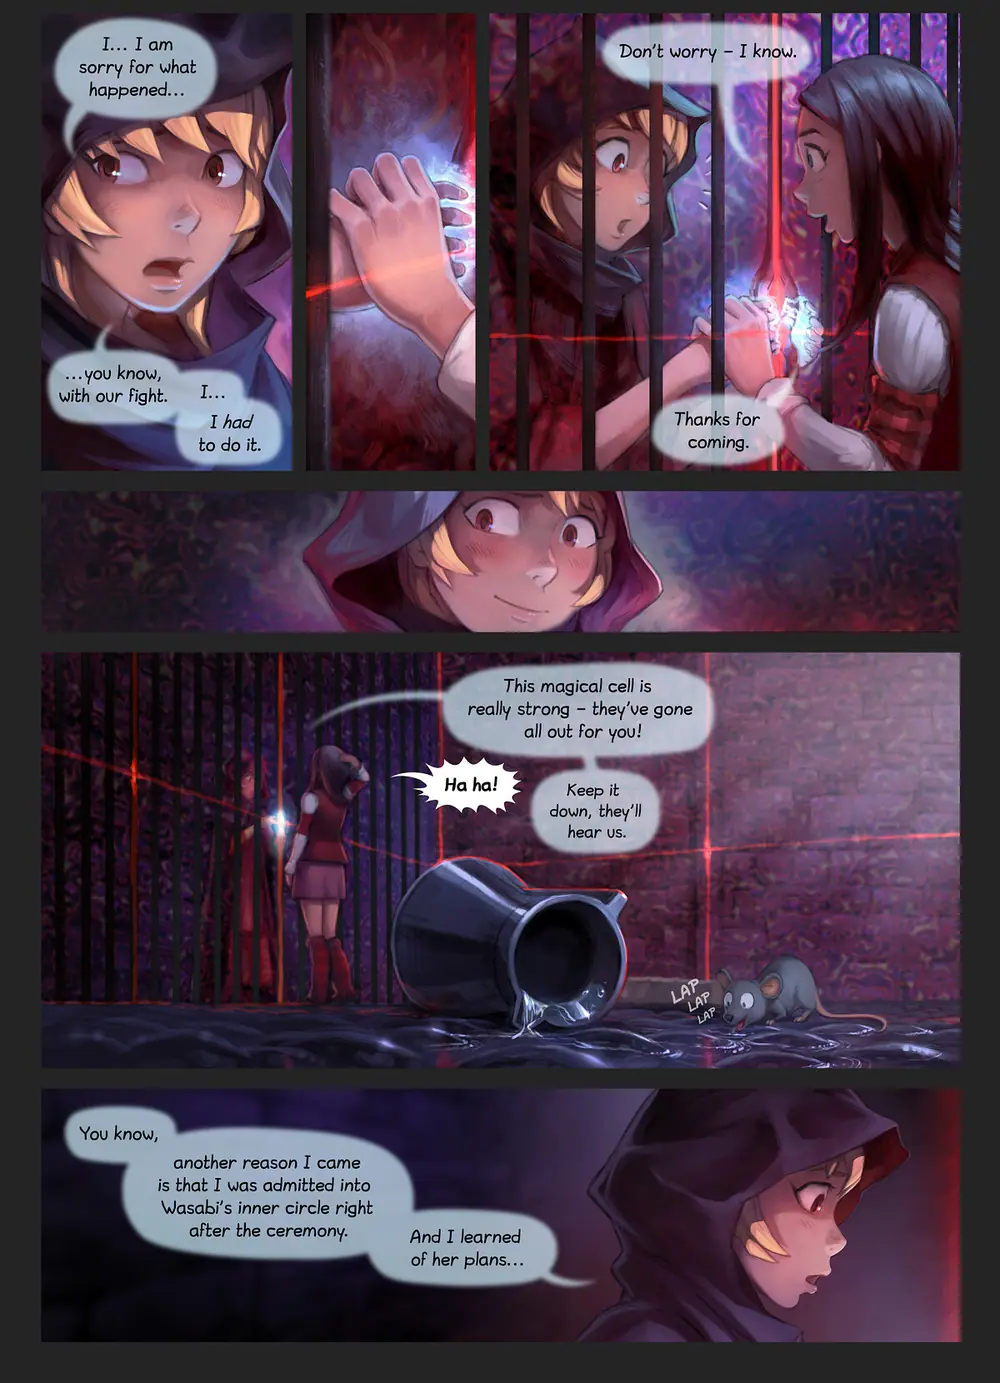 I... I am
sorry for what
happened...
...you know,
with our fight.
I...
I had
to do it.
Don't worry – I know.
Thanks for
coming.
This magical cell is
really strong – they've gone
all out for you!
Ha ha!
Keep it
down, they'll
hear us.
LAP
LAP
LAP
You know,
another reason I came
is that I was admitted into
Wasabi's inner circle right
after the ceremony.
And I learned
of her plans...